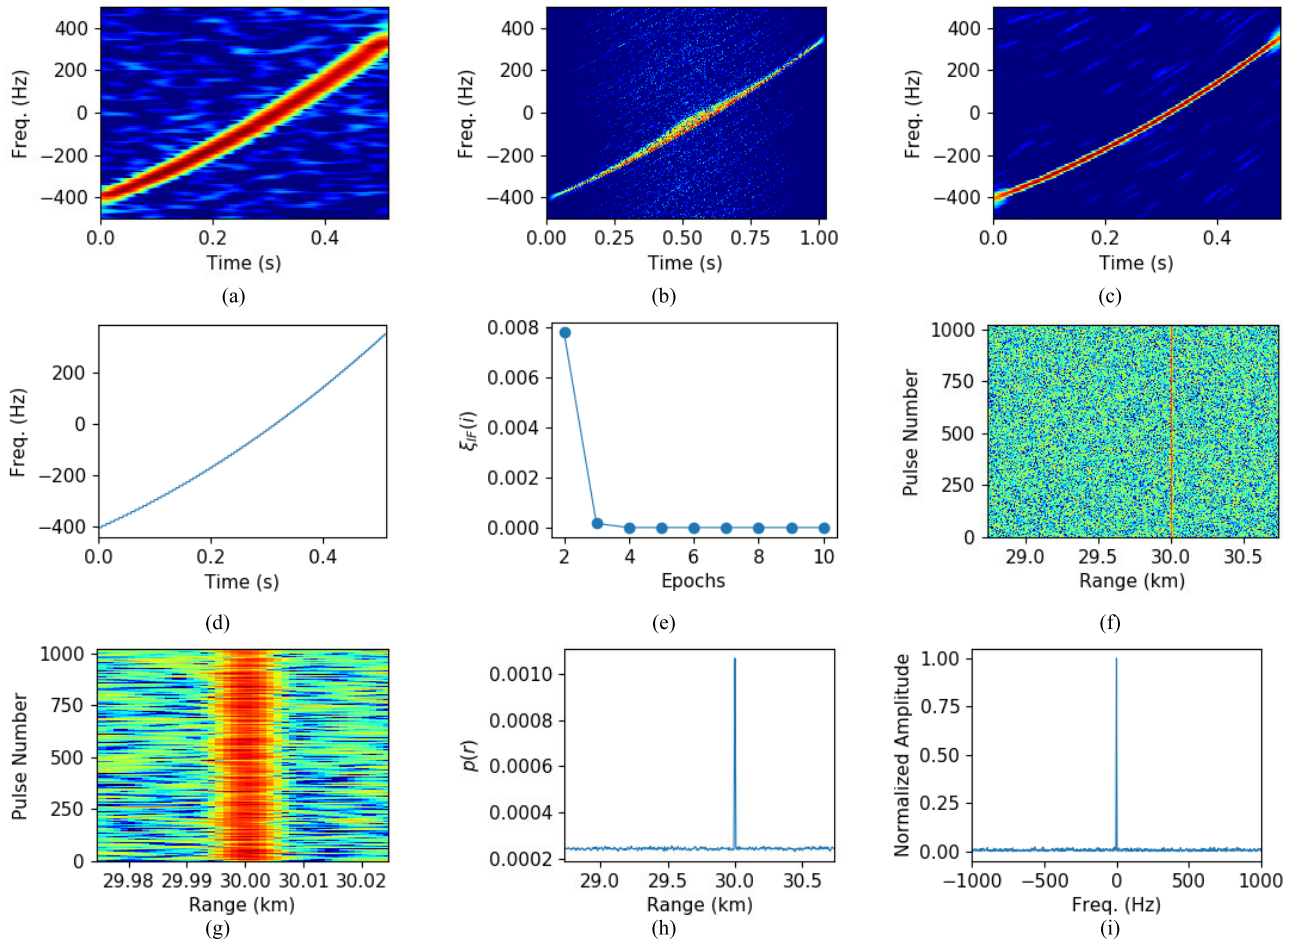 400
200
0
−200
−400
Freq. (Hz)
0.0 0.2 0.4
Time (s)
(a)
400
200
0
−200
−400
Freq. (Hz)
0.00 0.25 0.50 0.75 1.00
Time (s)
(b)
400
200
0
−200
−400
Freq. (Hz)
0.0 0.2 0.4
Time (s)
(c)
200
0
−200
−400
Freq. (Hz)
0.0 0.2 0.4
Time (s)
(d)
0.008
0.006
0.004
0.002
0.000
ξIF(i)
2 4 6 8 10
Epochs
(e)
1000
750
500
250
0
Pulse Number
29.0 29.5 30.0 30.5
Range (km)
(f)
1000
750
500
250
0
Pulse Number
29.98 29.99 30.00 30.01 30.02
Range (km)
(g)
0.0010
0.0008
0.0006
0.0004
0.0002
p(r)
29.0 29.5 30.0 30.5
Range (km)
(h)
1.00
0.75
0.50
0.25
0.00
Normalized Amplitude
−1000 −500 0 500 1000
Freq. (Hz)
(i)